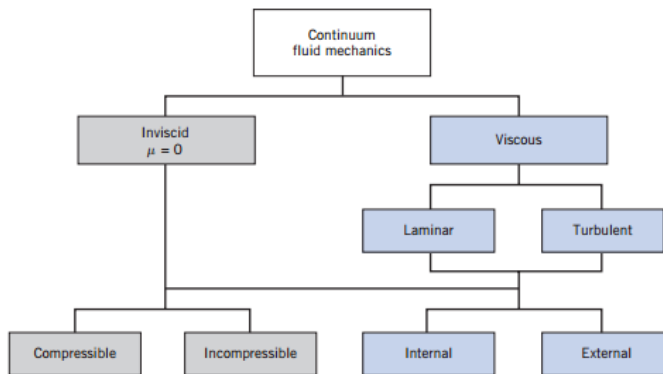 Continuum
fluid mechanics
Inviscid
μ = 0
Viscous
Laminar
Turbulent
Compressible
Incompressible
Internal
External